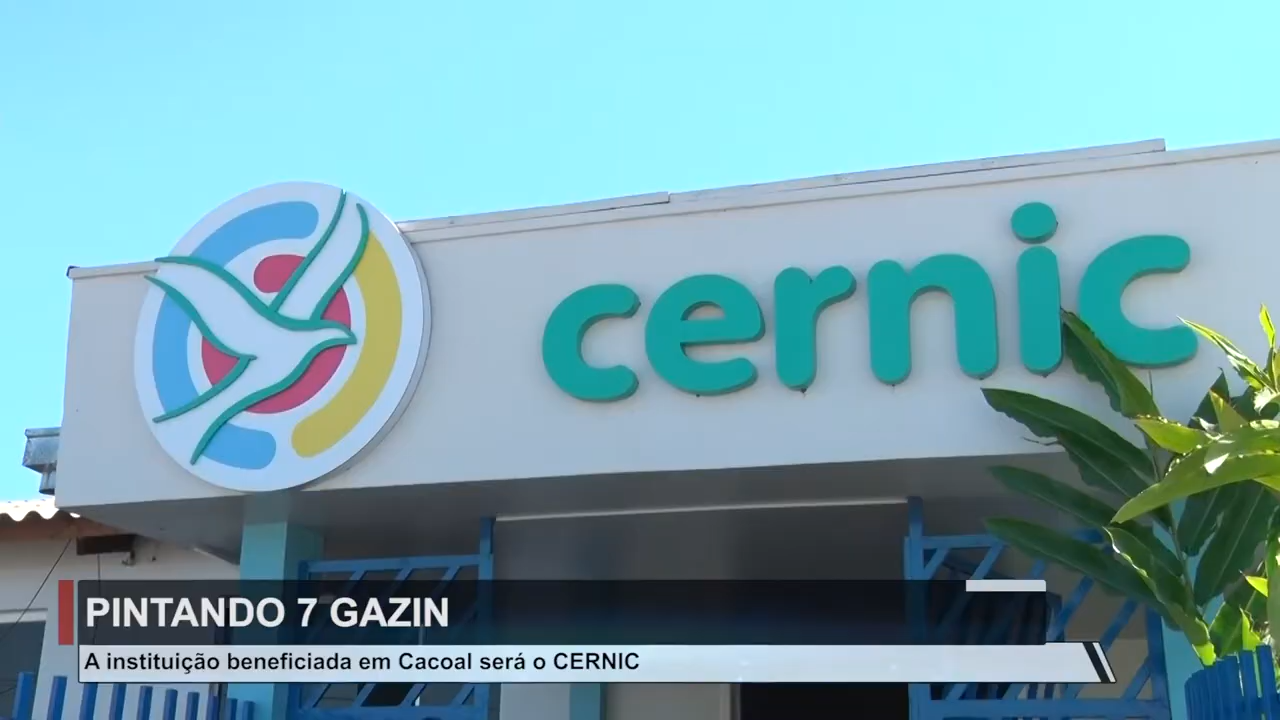 cernic
PINTANDO 7 GAZIN
A instituição beneficiada em Cacoal será o CERNIC